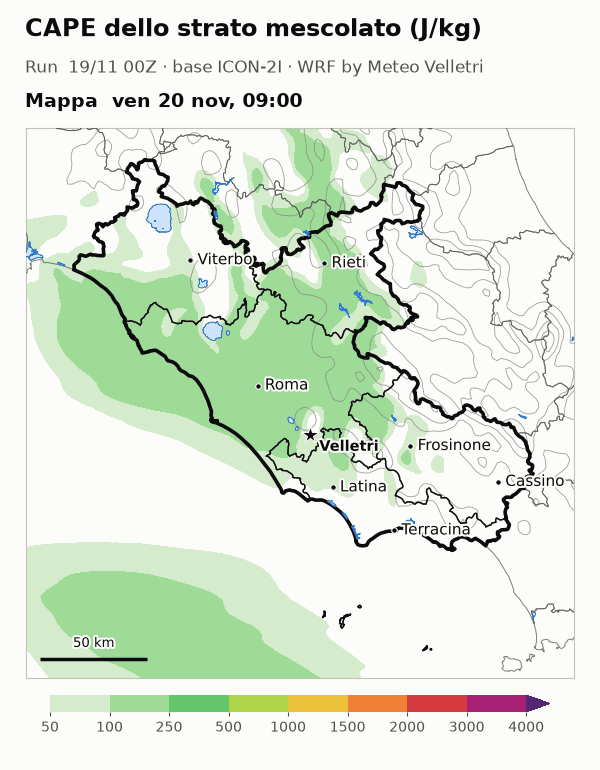 CAPE dello strato mescolato (J/kg)
Run  19/11 00Z · base ICON-2I · WRF by Meteo Velletri
Mappa  ven 20 nov, 09:00
Viterbo
Rieti
Roma
Velletri
Frosinone
Latina
Cassino
Terracina
50 km
50 100 250 500 1000 1500 2000 3000 4000